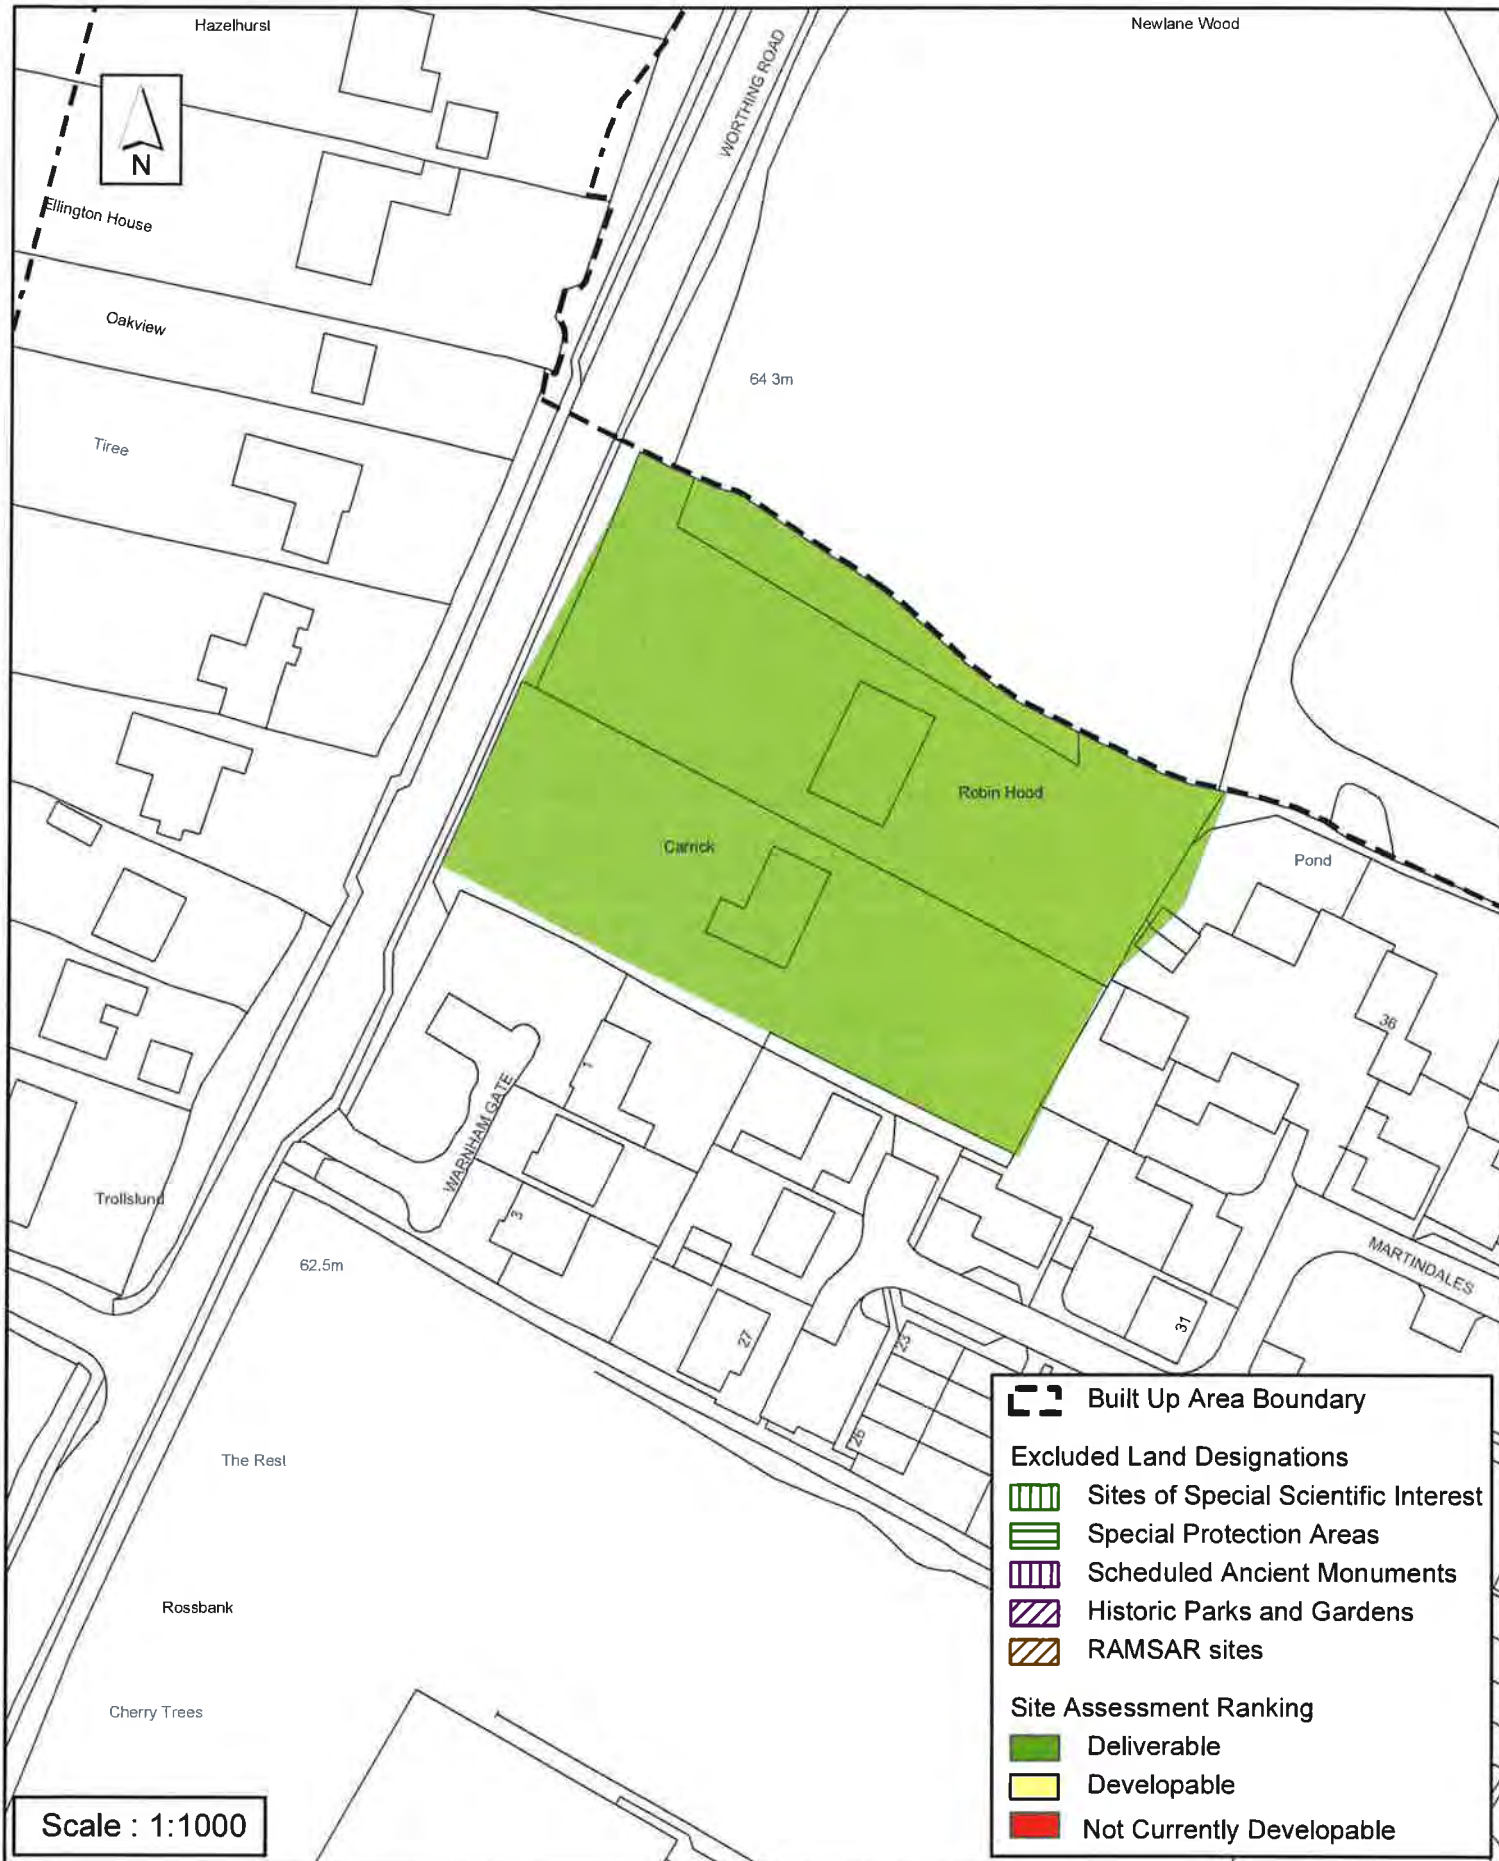 Hazelhurst
Newlane Wood
WORTHING ROAD
N
Ellington House
Oakview
64 3m
Tiree
Robin Hood
Carrick
Pond
36
1
WARNHAM GATE
3
Trollslund
62.5m
MARTINDALES
27
23
31
26
The Rest
Rossbank
Cherry Trees
Scale : 1:1000
Built Up Area Boundary
Excluded Land Designations
Sites of Special Scientific Interest
Special Protection Areas
Scheduled Ancient Monuments
Historic Parks and Gardens
RAMSAR sites
Site Assessment Ranking
Deliverable
Developable
Not Currently Developable